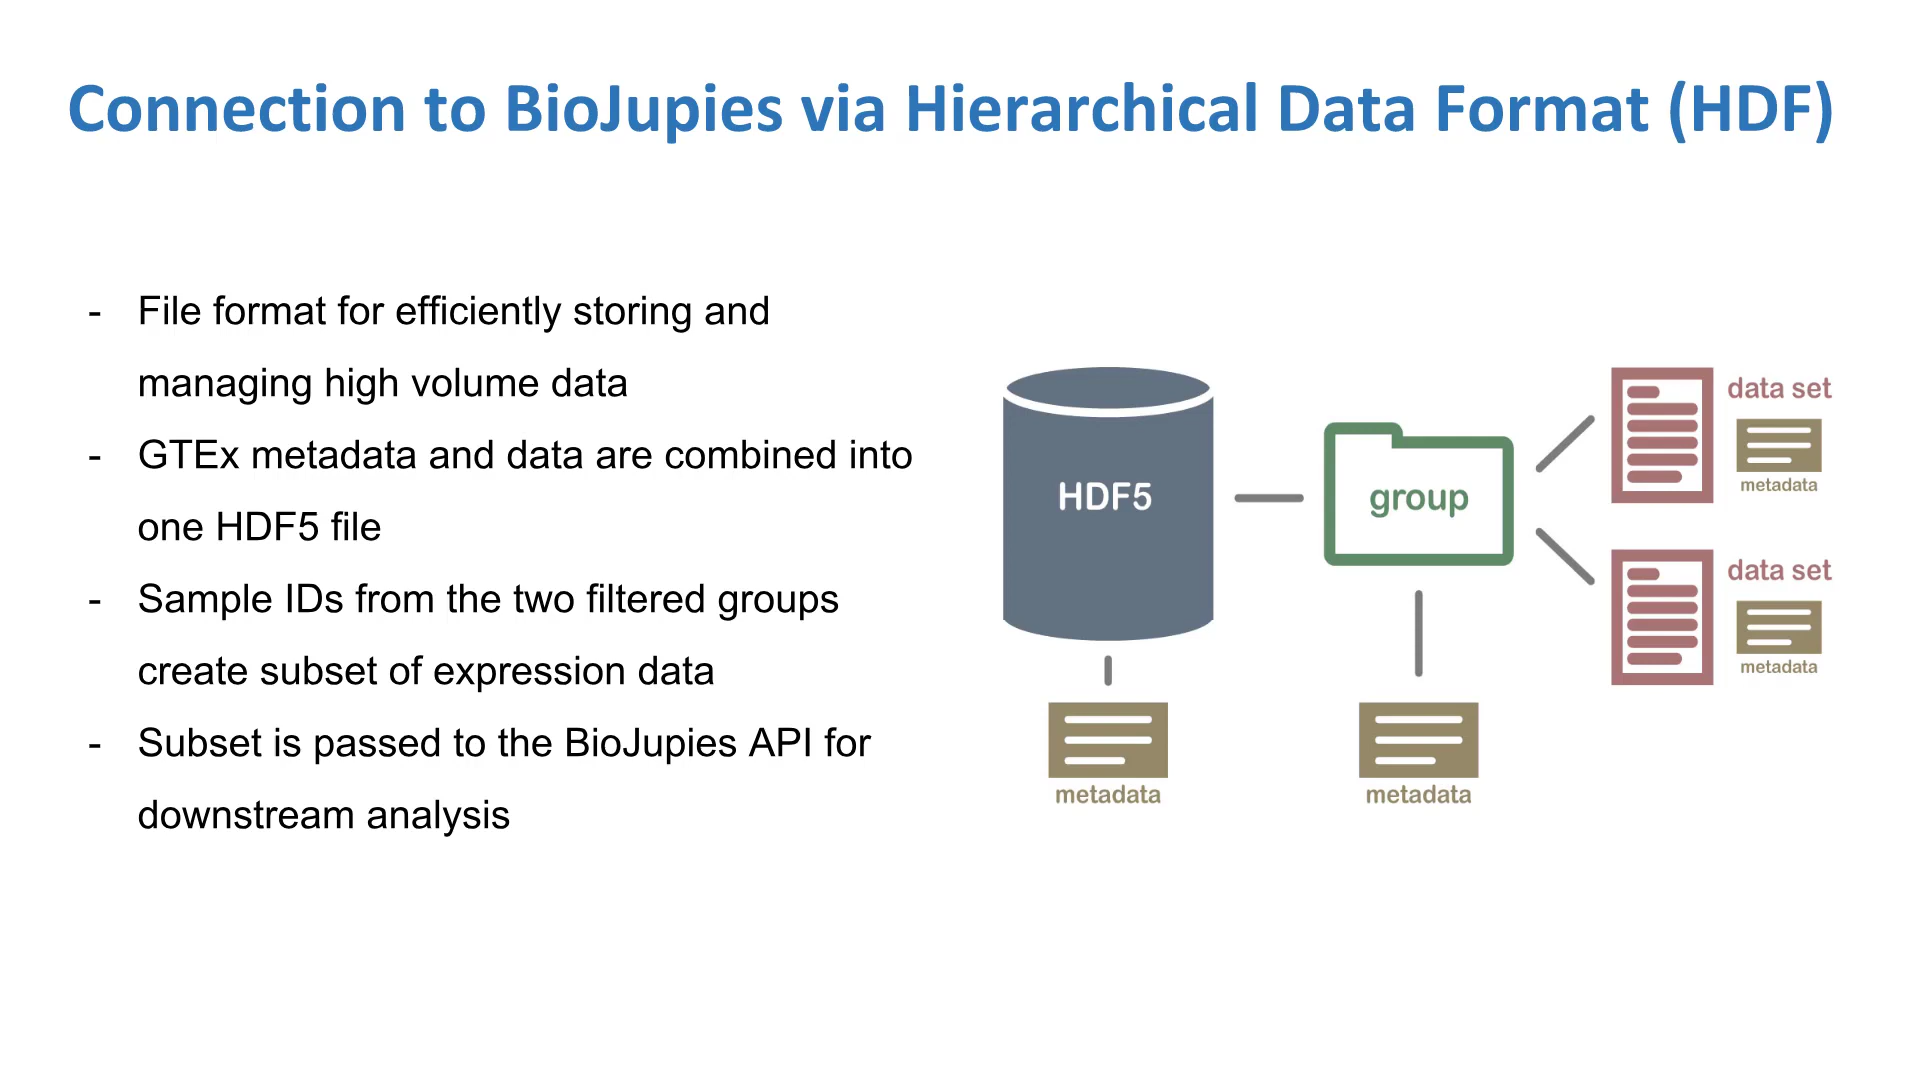 Connection to BioJupies via Hierarchical Data Format (HDF)
- File format for efficiently storing and
managing high volume data
- GTEx metadata and data are combined into
one HDF5 file
- Sample IDs from the two filtered groups
create subset of expression data
- Subset is passed to the BioJupies API for
downstream analysis
HDF5
metadata
group
metadata
data set
metadata
data set
metadata